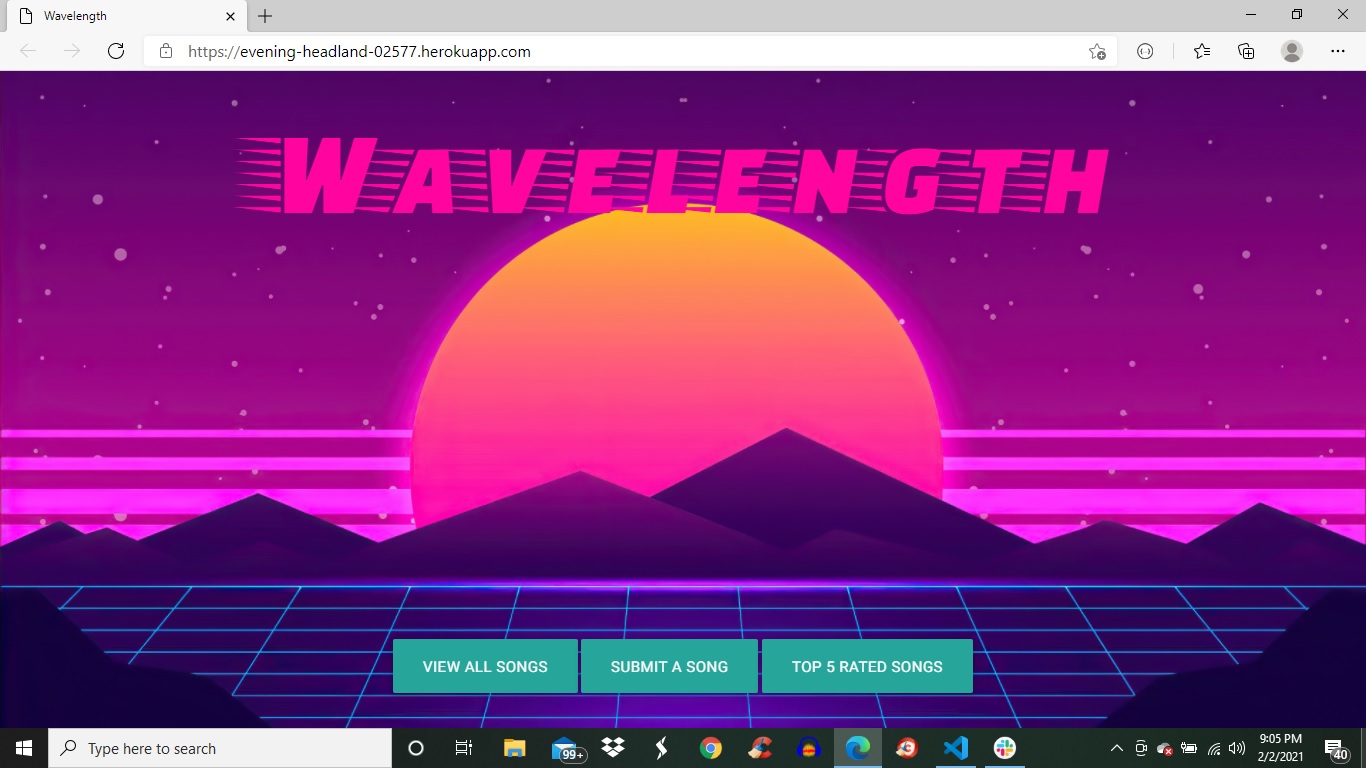 Wavelength
https://evening-headland-02577.herokuapp.com
WAVELENGTH
VIEW ALL SONGS
SUBMIT A SONG
TOP 5 RATED SONGS
Type here to search
99+
9:05 PM
2/2/2021
40